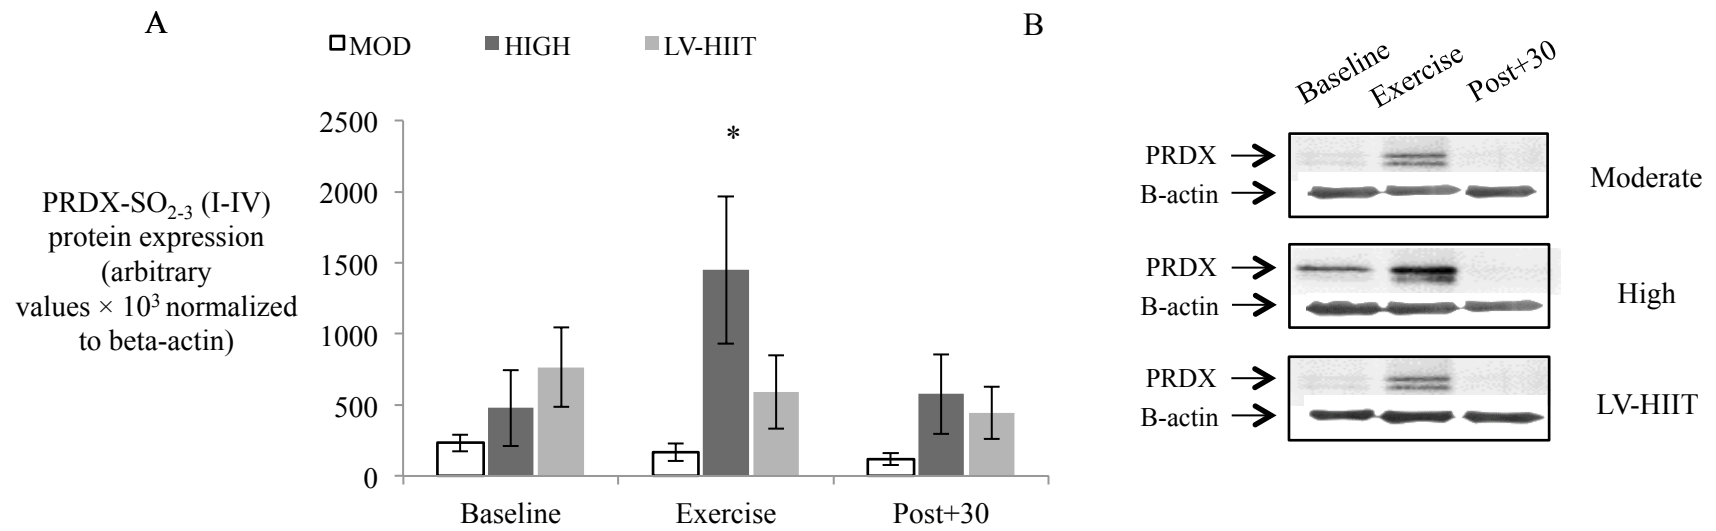 A
MOD
HIGH
LV-HIIT
B
PRDX-SO₂₋₃ (I-IV)
protein expression
(arbitrary
values × 10³ normalized
to beta-actin)
2500
2000
1500
1000
500
0
*
Baseline
Exercise
Post+30
Baseline
Exercise
Post+30
PRDX
B-actin
Moderate
PRDX
B-actin
High
PRDX
B-actin
LV-HIIT